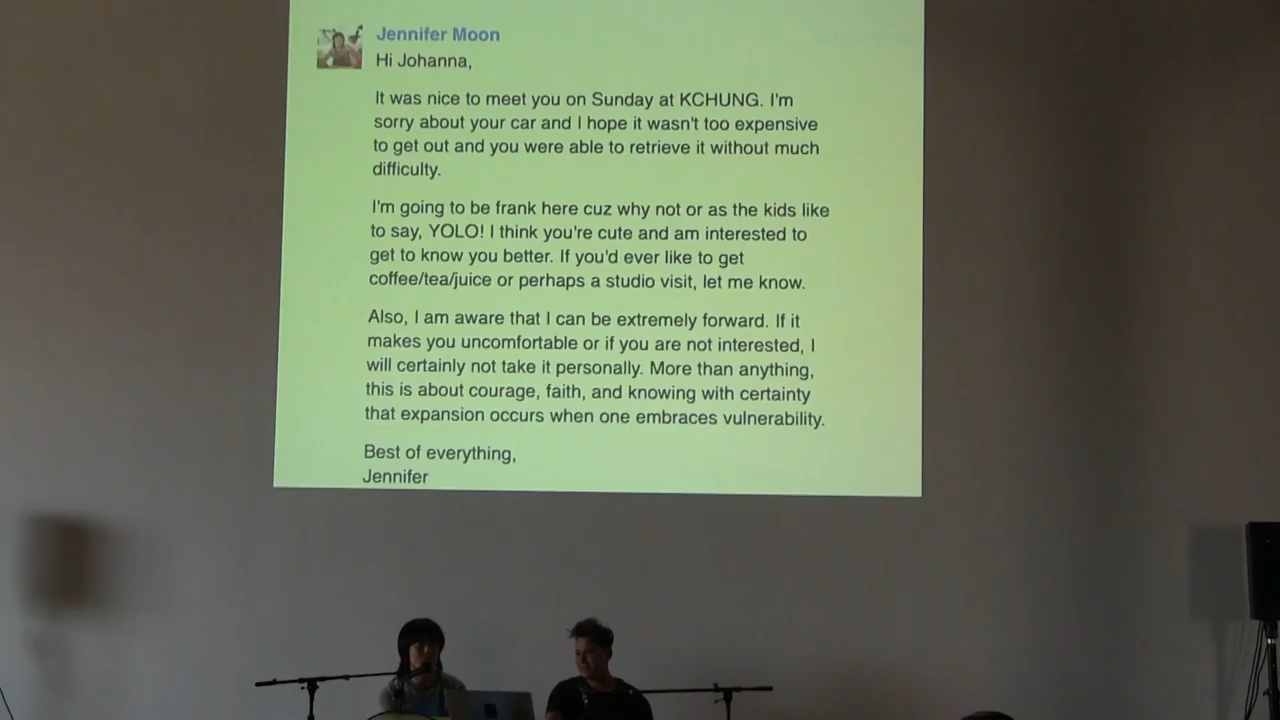 Jennifer Moon
Hi Johanna,
It was nice to meet you on Sunday at KCHUNG. I'm
sorry about your car and I hope it wasn't too expensive
to get out and you were able to retrieve it without much
difficulty.
I'm going to be frank here cuz why not or as the kids like
to say, YOLO! I think you're cute and am interested to
get to know you better. If you'd ever like to get
coffee/tea/juice or perhaps a studio visit, let me know.
Also, I am aware that I can be extremely forward. If it
makes you uncomfortable or if you are not interested, I
will certainly not take it personally. More than anything,
this is about courage, faith, and knowing with certainty
that expansion occurs when one embraces vulnerability.
Best of everything,
Jennifer